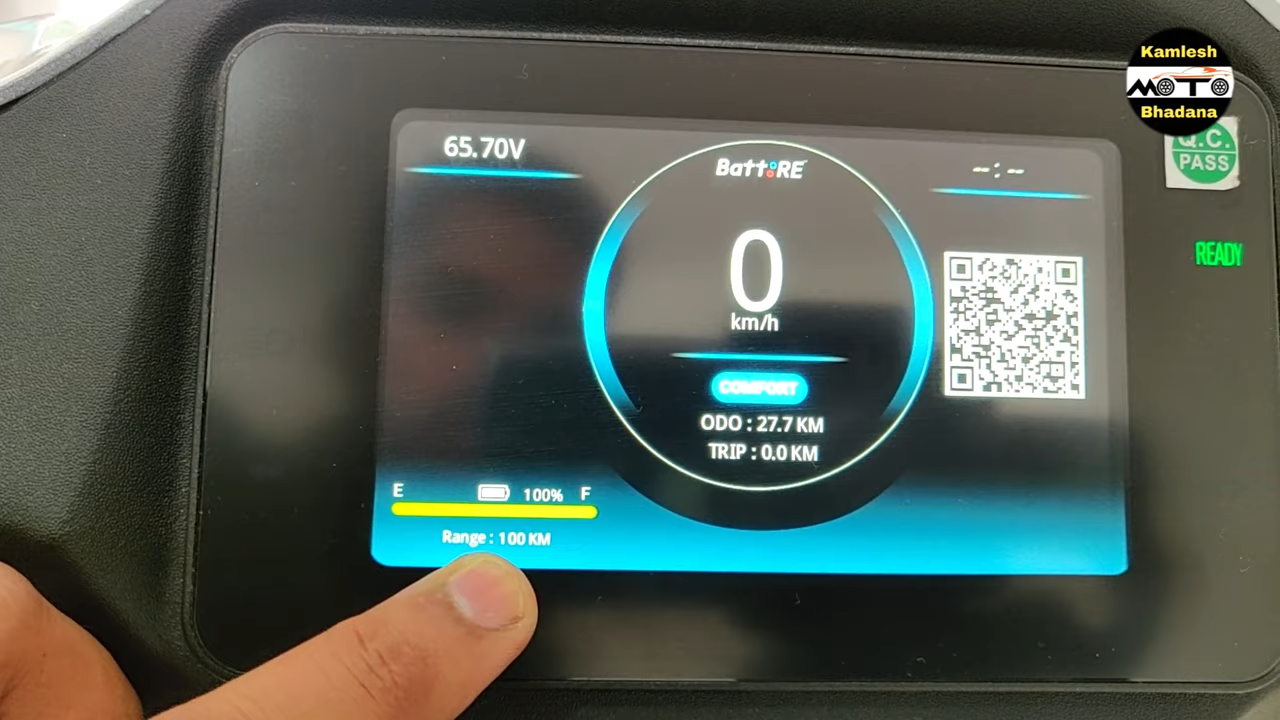 Kamlesh
MOTO
Bhadana
Q.C.
PASS
65.70V
BattRE
--:--
0
km/h
READY
COMFORT
ODO : 27.7 KM
TRIP : 0.0 KM
E 100% F
Range : 100 KM